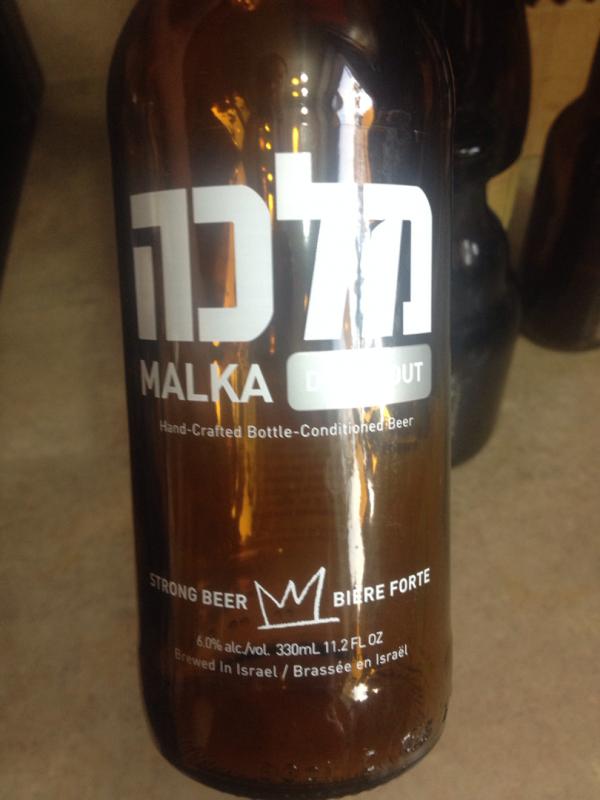 מלכה
MALKA
Hand-Crafted Bottle-Conditioned Beer
STRONG BEER BIÈRE FORTE
6.0% alc./vol. 330mL 11.2 FL OZ
Brewed In Israel / Brassée en Israël